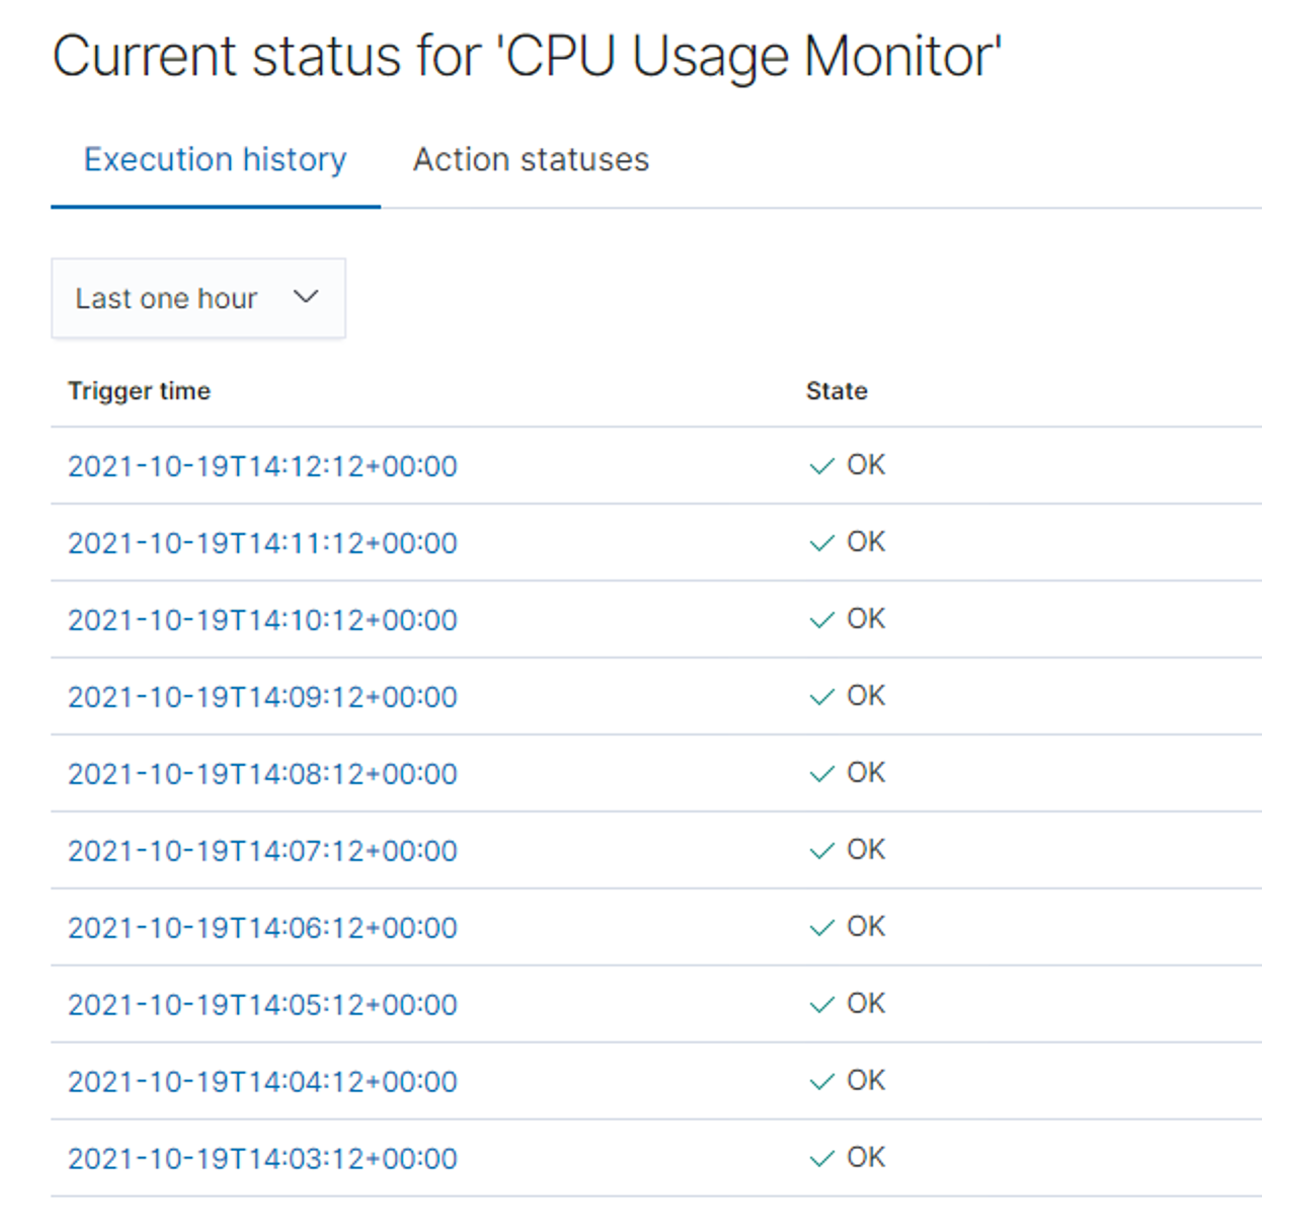 Current status for 'CPU Usage Monitor'
Execution history Action statuses
Last one hour
Trigger time State
2021-10-19T14:12:12+00:00 OK
2021-10-19T14:11:12+00:00 OK
2021-10-19T14:10:12+00:00 OK
2021-10-19T14:09:12+00:00 OK
2021-10-19T14:08:12+00:00 OK
2021-10-19T14:07:12+00:00 OK
2021-10-19T14:06:12+00:00 OK
2021-10-19T14:05:12+00:00 OK
2021-10-19T14:04:12+00:00 OK
2021-10-19T14:03:12+00:00 OK